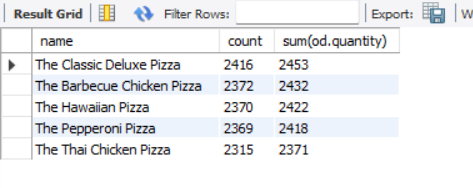 Result Grid Filter Rows: Export: W
name count sum(od.quantity)
The Classic Deluxe Pizza 2416 2453
The Barbecue Chicken Pizza 2372 2432
The Hawaiian Pizza 2370 2422
The Pepperoni Pizza 2369 2418
The Thai Chicken Pizza 2315 2371